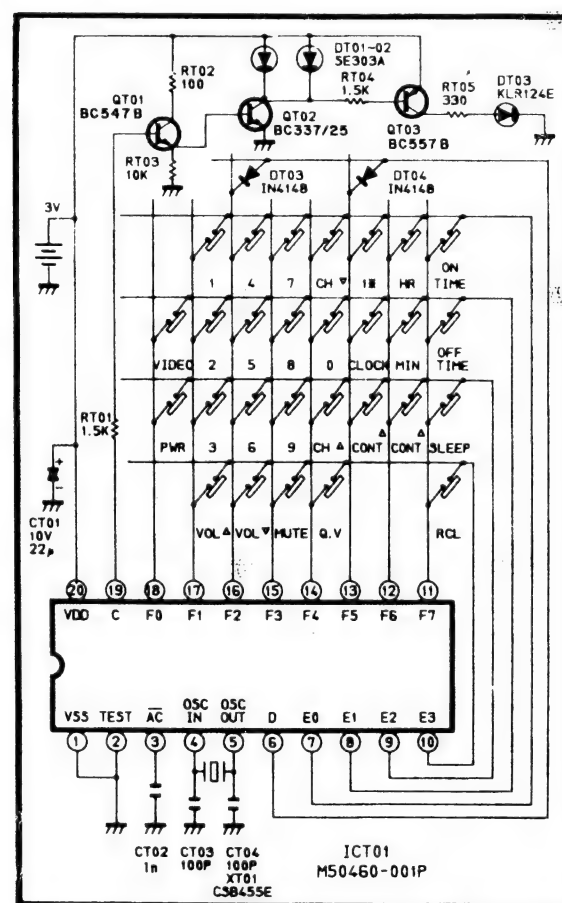 DT01-02
SE303A
RT02
100
RT04
1.5K
RT05
330
DT03
KLR124E
QT01
BC547B
QT02
BC337/25
QT03
BC557B
RT03
10K
DT03
IN4148
DT04
IN4148
3V
1 4 7 CH ▼ HR ON TIME
VIDEO 2 5 8 0 CLOCK MIN OFF TIME
RT01
1.5K
PWR 3 6 9 CH ▲ CONT ▲ CONT ▲ SLEEP
VOL ▲ VOL ▼ MUTE Q.V RCL
CT01
10V
22µ
20 19 18 17 16 15 14 13 12 11
VDD C F0 F1 F2 F3 F4 F5 F6 F7
VSS TEST AC OSC IN OSC OUT D E0 E1 E2 E3
1 2 3 4 5 6 7 8 9 10
CT02
1n
CT03
100P
CT04
100P
XT01
CSB455E
ICT01
M50460-001P